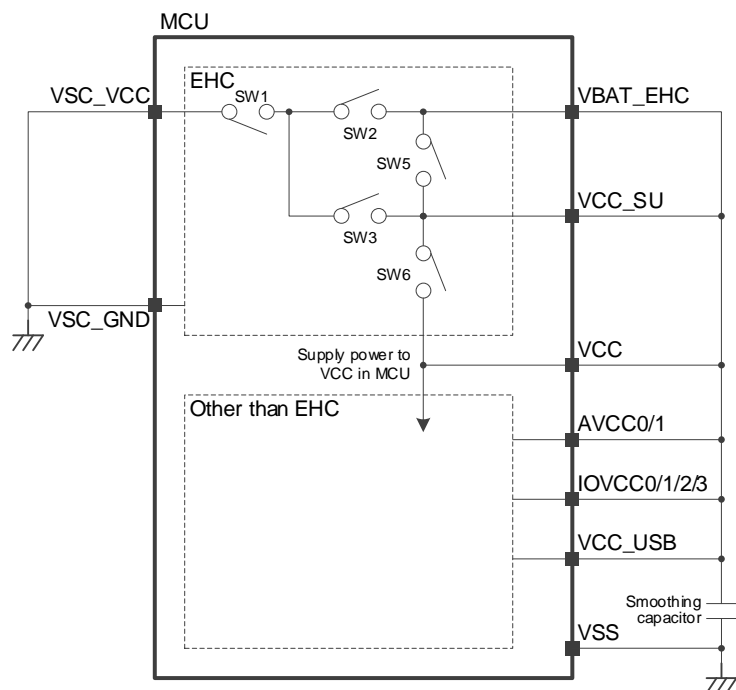 MCU
EHC
VSC_VCC
SW1
SW2
VBAT_EHC
SW5
VCC_SU
SW3
SW6
VSC_GND
Supply power to
VCC in MCU
VCC
Other than EHC
AVCC0/1
IOVCC0/1/2/3
VCC_USB
Smoothing
capacitor
VSS